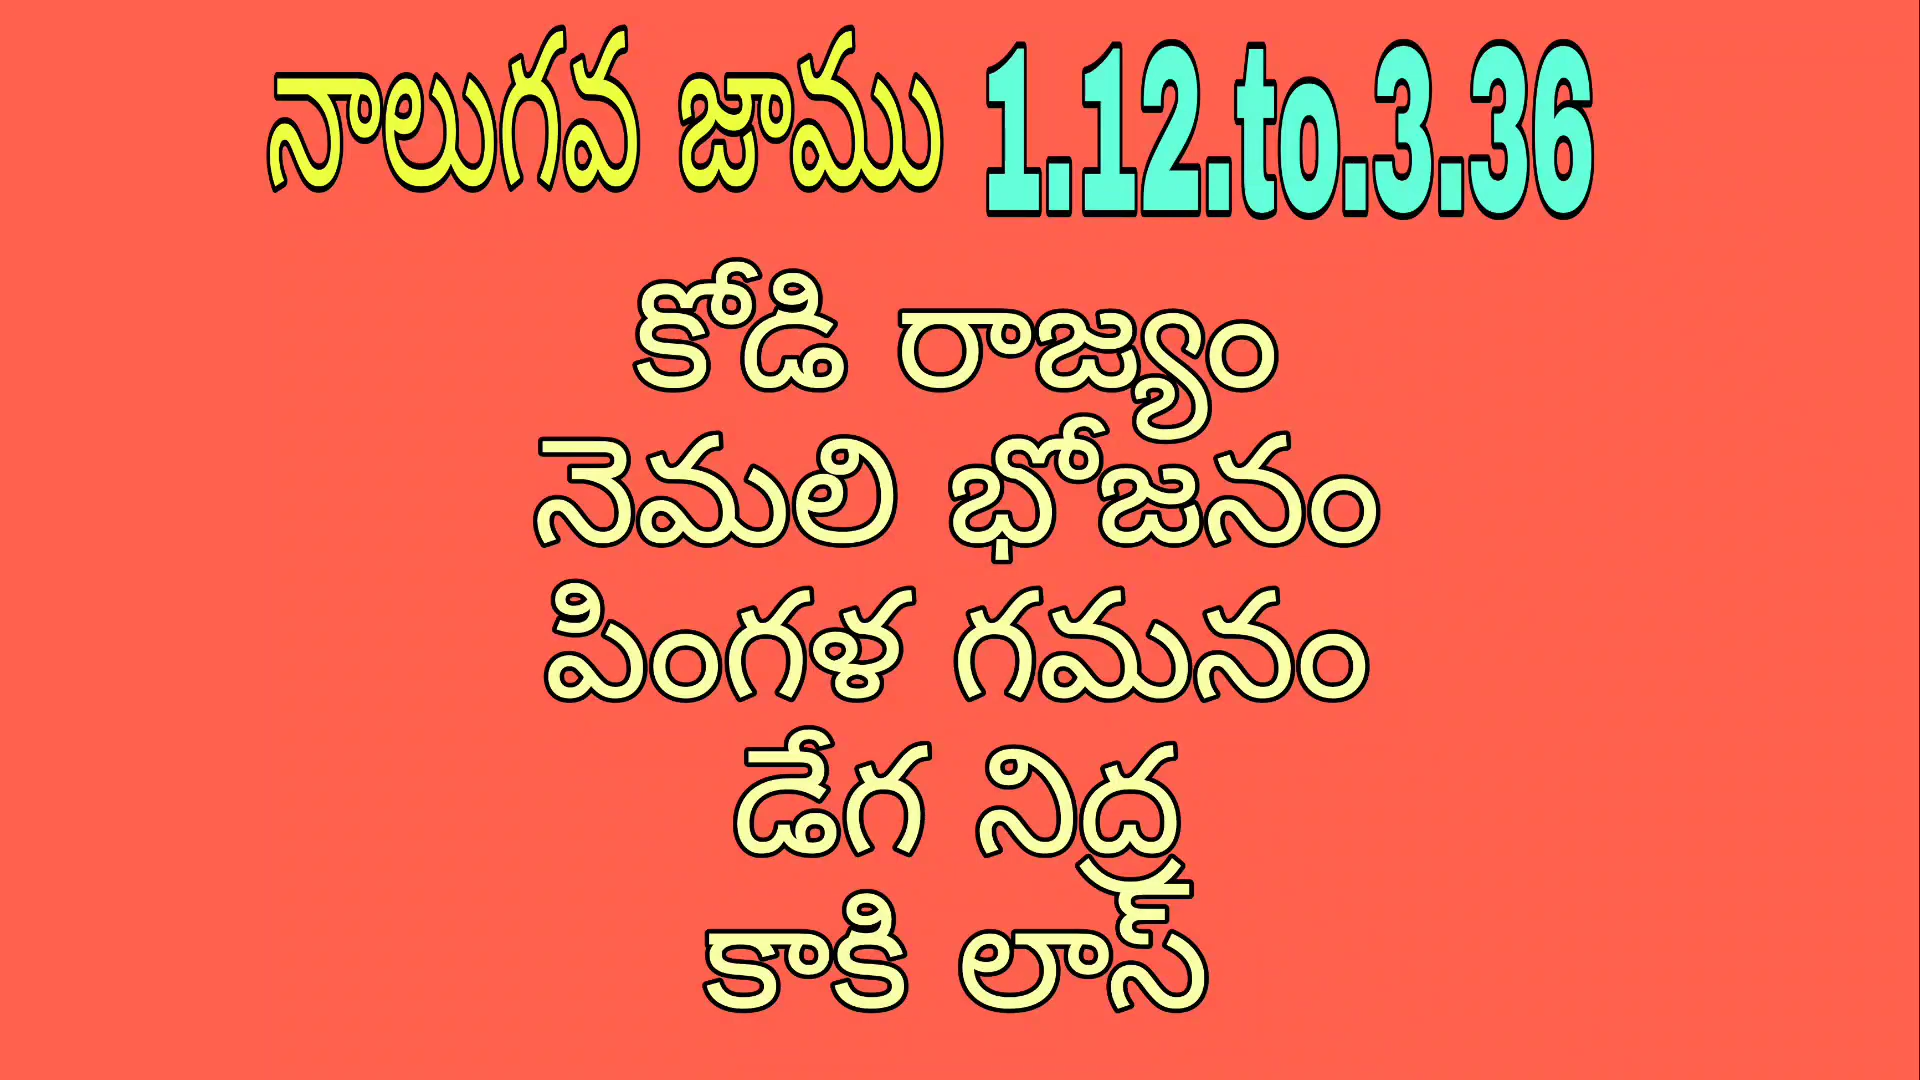 నాలుగవ జాము 1.12.to.3.36
కోడి రాజ్యం
నెమలి భోజనం
పింగళ గమనం
డేగ నిద్ర
కాకి లాస్